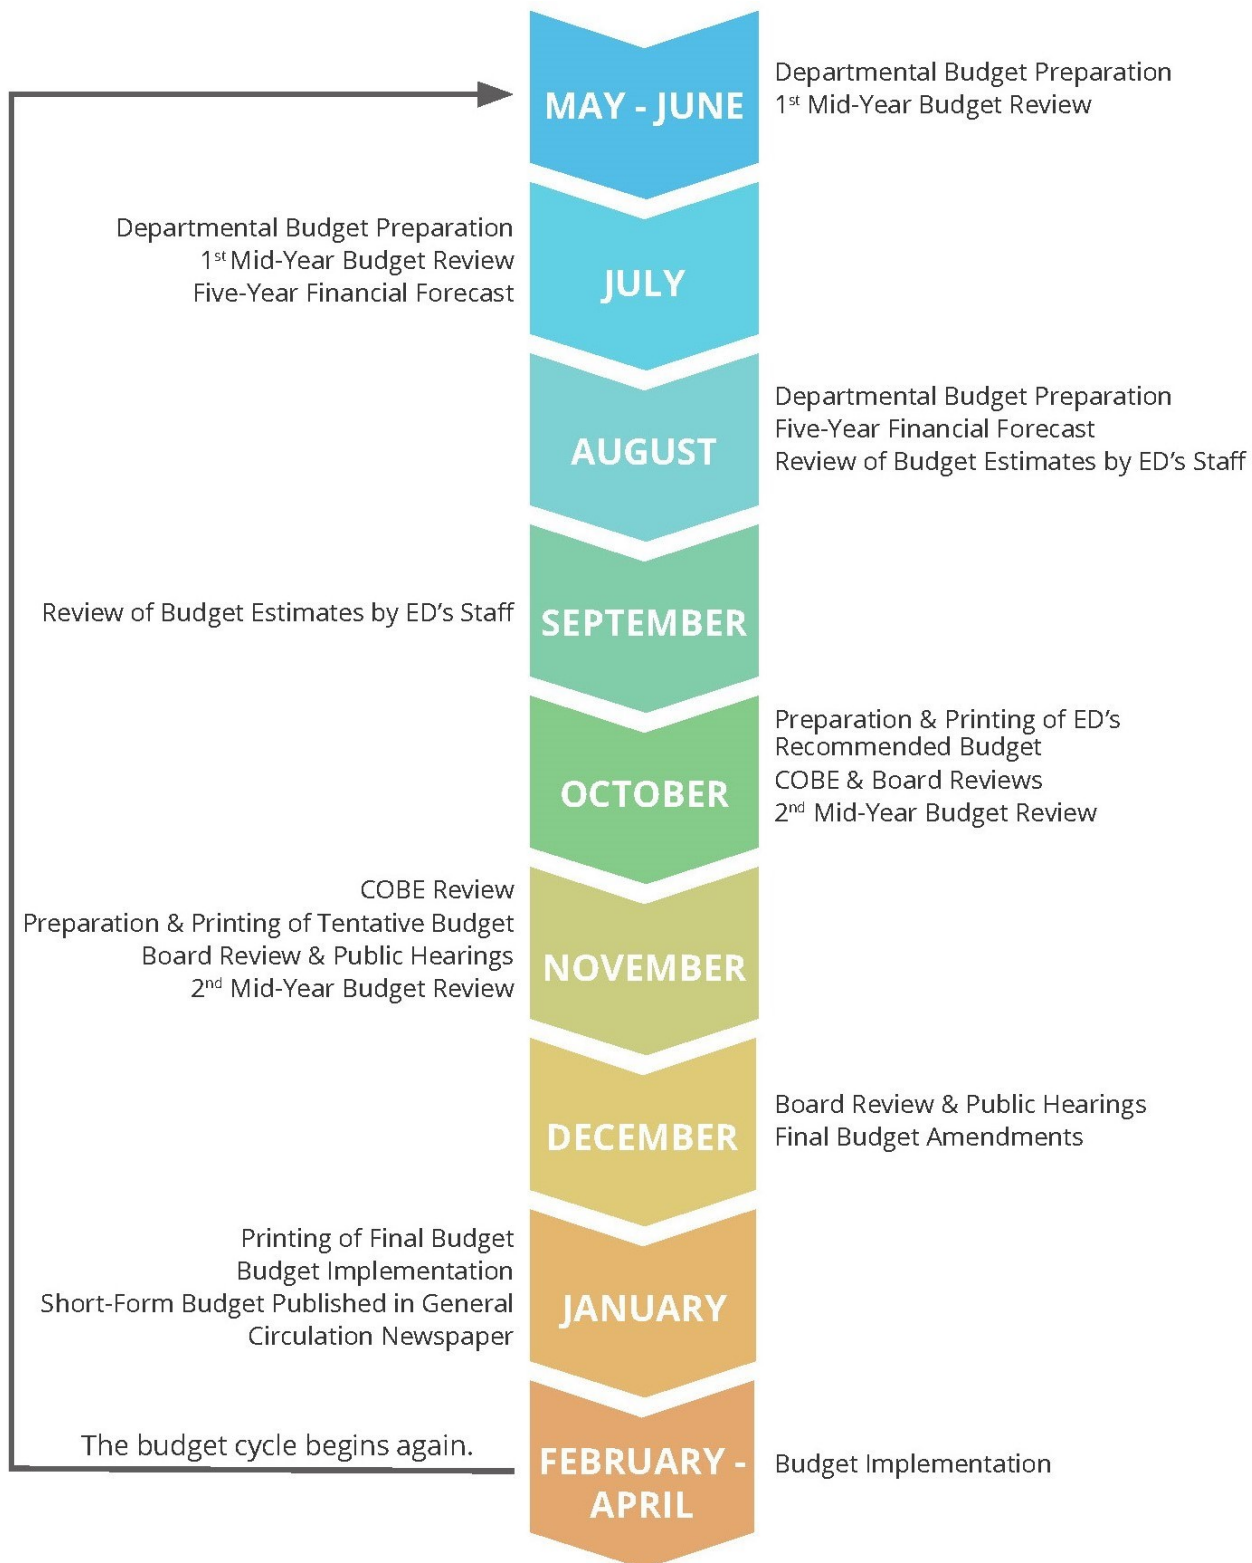 MAY - JUNE
Departmental Budget Preparation
1st Mid-Year Budget Review
Departmental Budget Preparation
1st Mid-Year Budget Review
Five-Year Financial Forecast
JULY
AUGUST
Departmental Budget Preparation
Five-Year Financial Forecast
Review of Budget Estimates by ED’s Staff
Review of Budget Estimates by ED’s Staff
SEPTEMBER
OCTOBER
Preparation & Printing of ED’s
Recommended Budget
COBE & Board Reviews
2nd Mid-Year Budget Review
COBE Review
Preparation & Printing of Tentative Budget
Board Review & Public Hearings
2nd Mid-Year Budget Review
NOVEMBER
DECEMBER
Board Review & Public Hearings
Final Budget Amendments
Printing of Final Budget
Budget Implementation
Short-Form Budget Published in General
Circulation Newspaper
JANUARY
The budget cycle begins again.
FEBRUARY -
APRIL
Budget Implementation